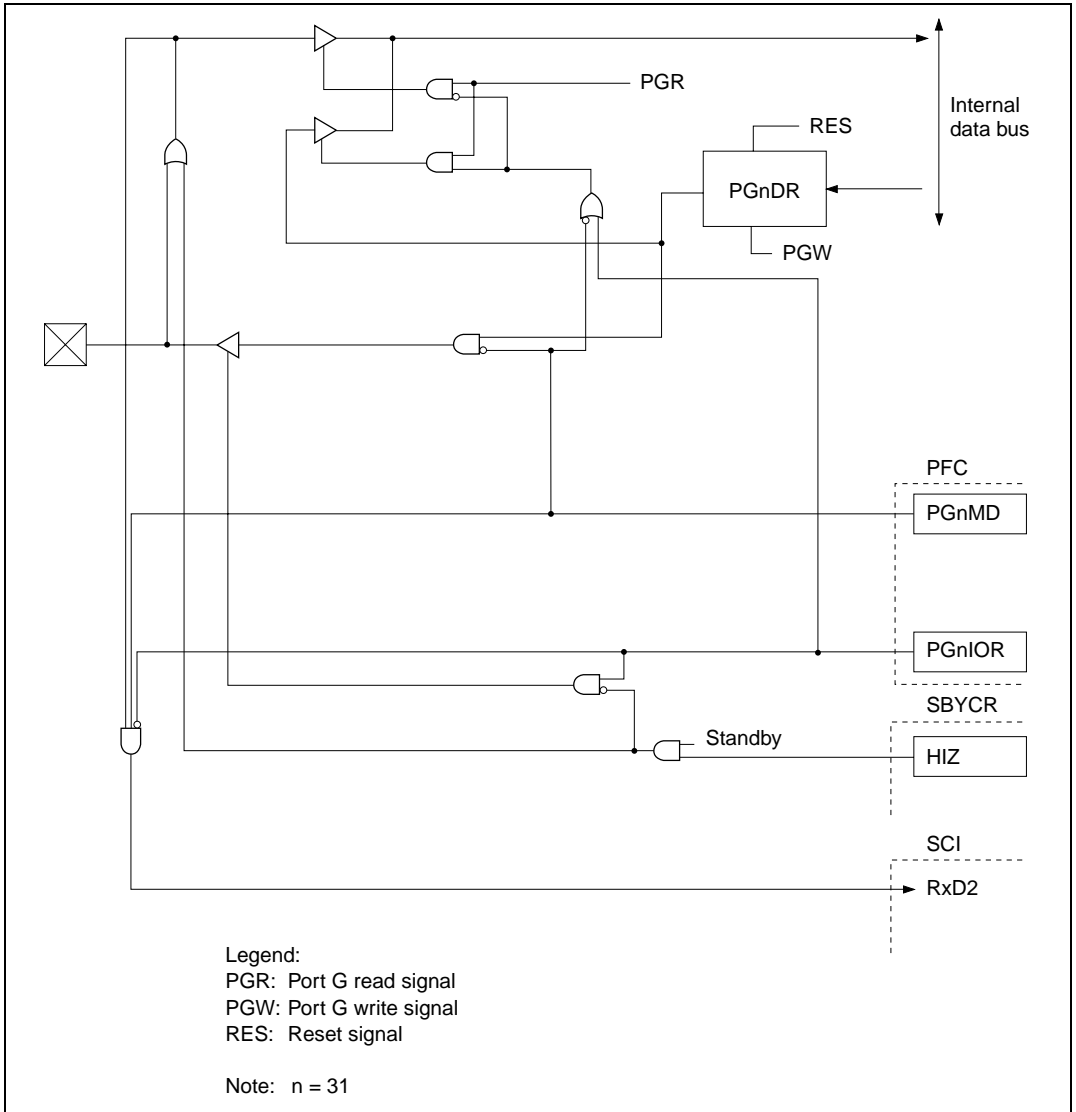 PGR
Internal
data bus
RES
PGnDR
PGW
PFC
PGnMD
PGnIOR
SBYCR
Standby
HIZ
SCI
RxD2
Legend:
PGR: Port G read signal
PGW: Port G write signal
RES: Reset signal
Note: n = 31